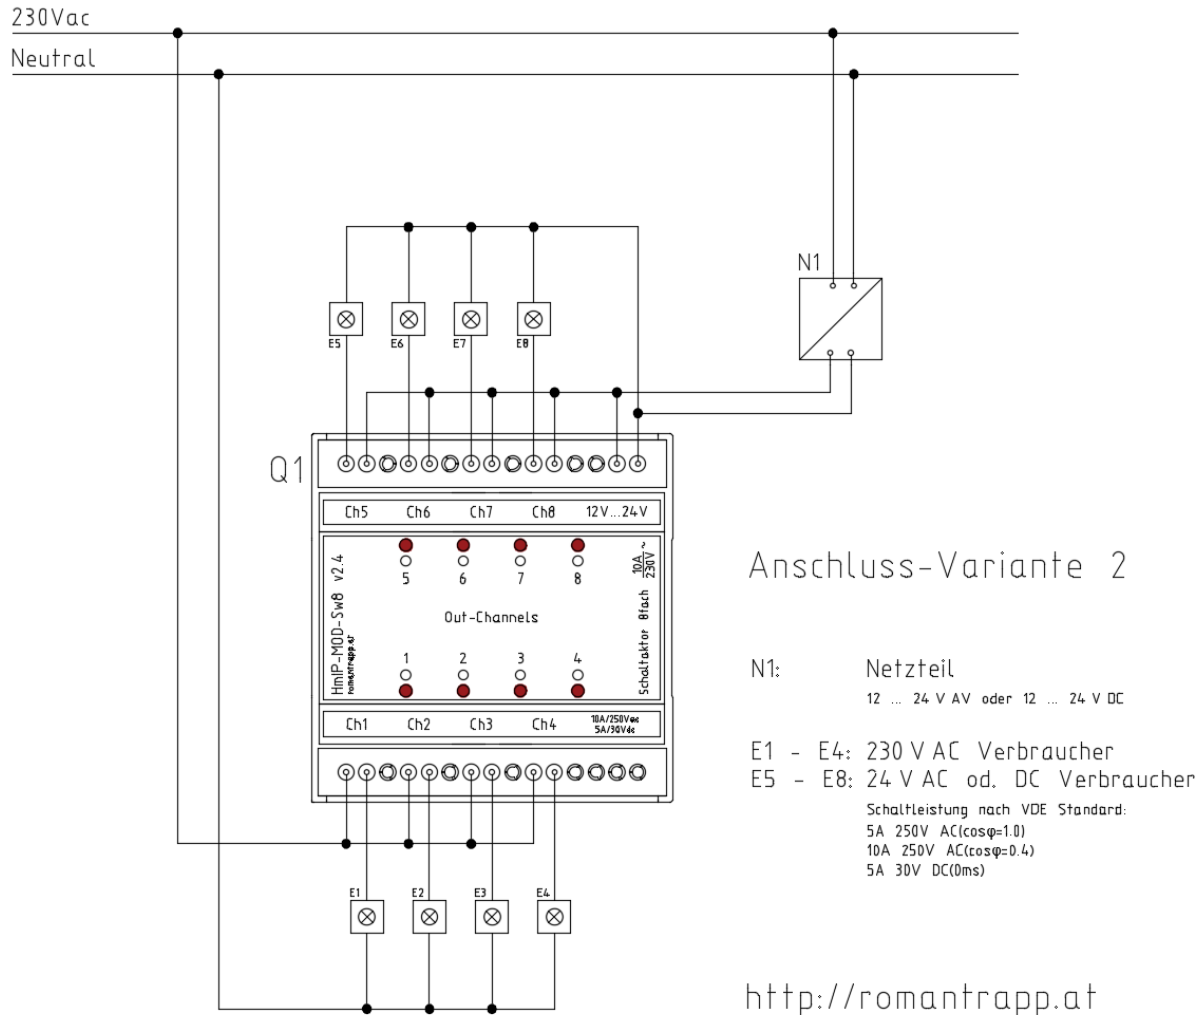 230Vac
Neutral
N1
E5 E6 E7 E8
Q1
Ch5 Ch6 Ch7 Ch8 12V...24V
5 6 7 8
HmIP-MOD-Sw8 v2.4
romantrapp.at
Out-Channels
Schaltaktor 8fach 10A/230V ~
1 2 3 4
Ch1 Ch2 Ch3 Ch4
10A/250Vac
5A/30Vdc
E1 E2 E3 E4
Anschluss-Variante 2
N1: Netzteil
12 ... 24 V AV oder 12 ... 24 V DC
E1 - E4: 230 V AC Verbraucher
E5 - E8: 24 V AC od. DC Verbraucher
Schaltleistung nach VDE Standard:
5A 250V AC(cosφ=1.0)
10A 250V AC(cosφ=0.4)
5A 30V DC(0ms)
http://romantrapp.at